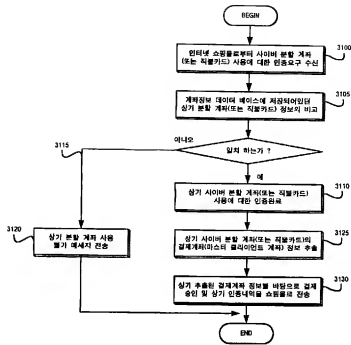 BEGIN
인터넷 쇼핑몰로부터 사이버 분할 계좌
(또는 직불카드) 사용에 대한 인증요구 수신
3100
계좌정보 데이터 베이스에 저장되어있던
상기 분할 계좌(또는 직불카드) 정보의 비교
3105
3115
아니오
일치 하는가 ?
예
상기 사이버 분할 계좌(또는 직불카드)
사용에 대한 인증완료
3110
3120
상기 분할 계좌 사용
불가 메세지 전송
상기 사이버 분할 계좌(또는 직불카드)의
결제계좌(마스터 클라이언트 계좌) 정보 추출
3125
상기 추출된 결제계좌 정보를 바탕으로 결제
승인 및 상기 인증내역을 쇼핑몰로 전송
3130
END